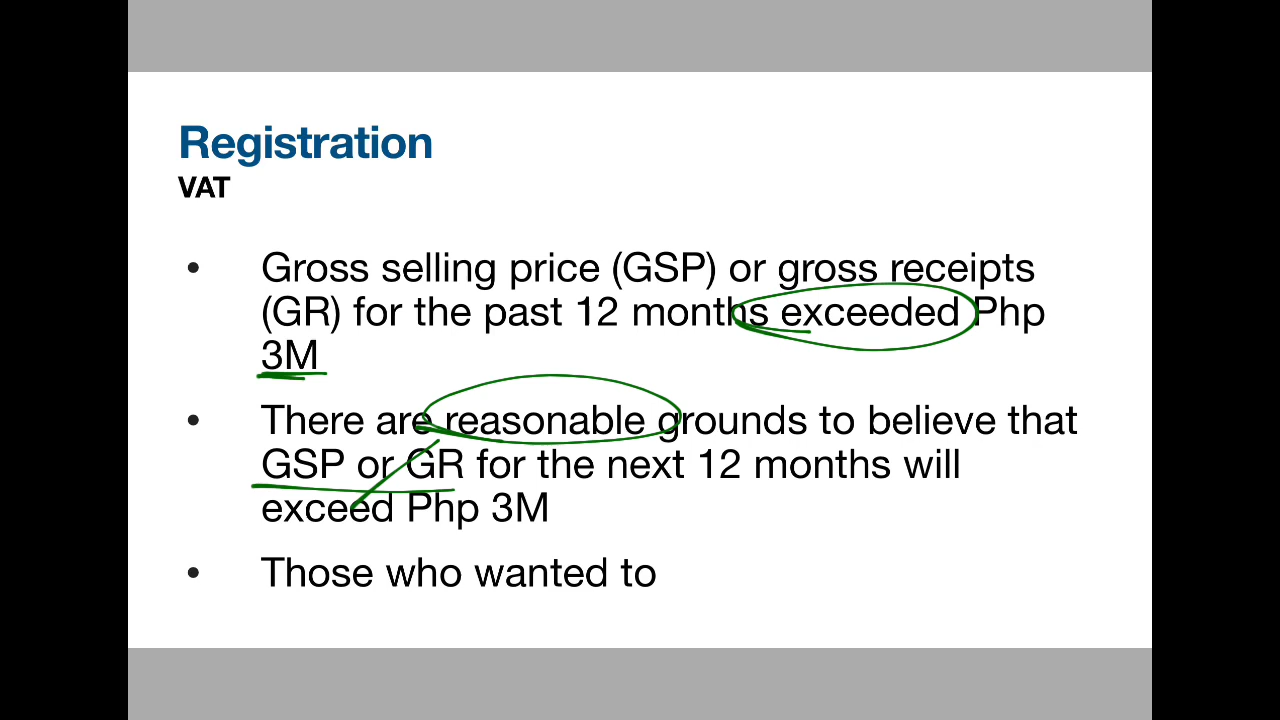 Registration
VAT
• Gross selling price (GSP) or gross receipts
(GR) for the past 12 months exceeded Php
3M
• There are reasonable grounds to believe that
GSP or GR for the next 12 months will
exceed Php 3M
• Those who wanted to